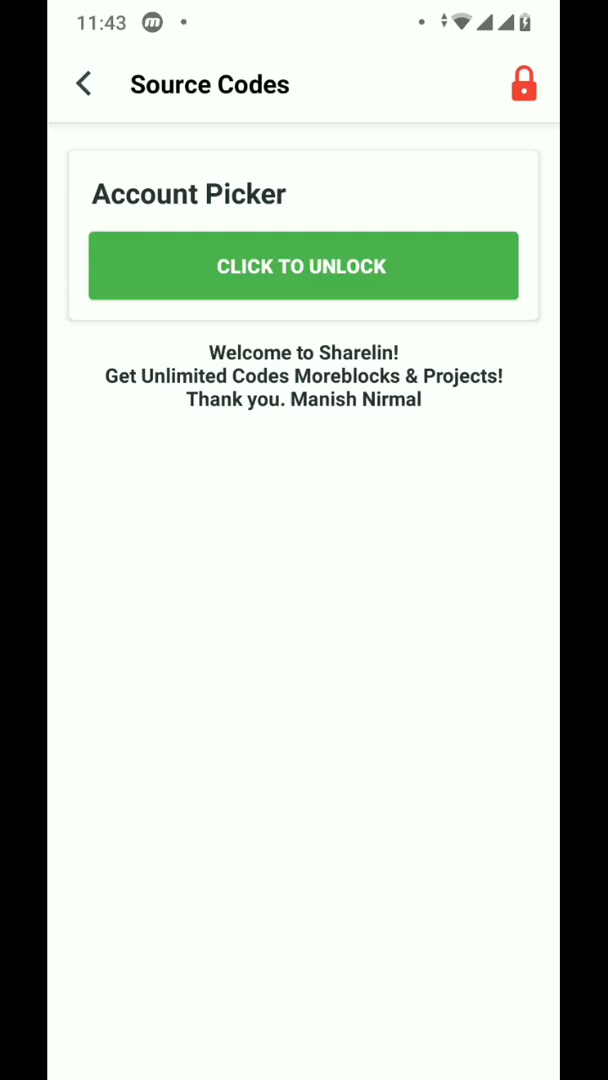 11:43
Source Codes
Account Picker
CLICK TO UNLOCK
Welcome to Sharelin!
Get Unlimited Codes Moreblocks & Projects!
Thank you. Manish Nirmal